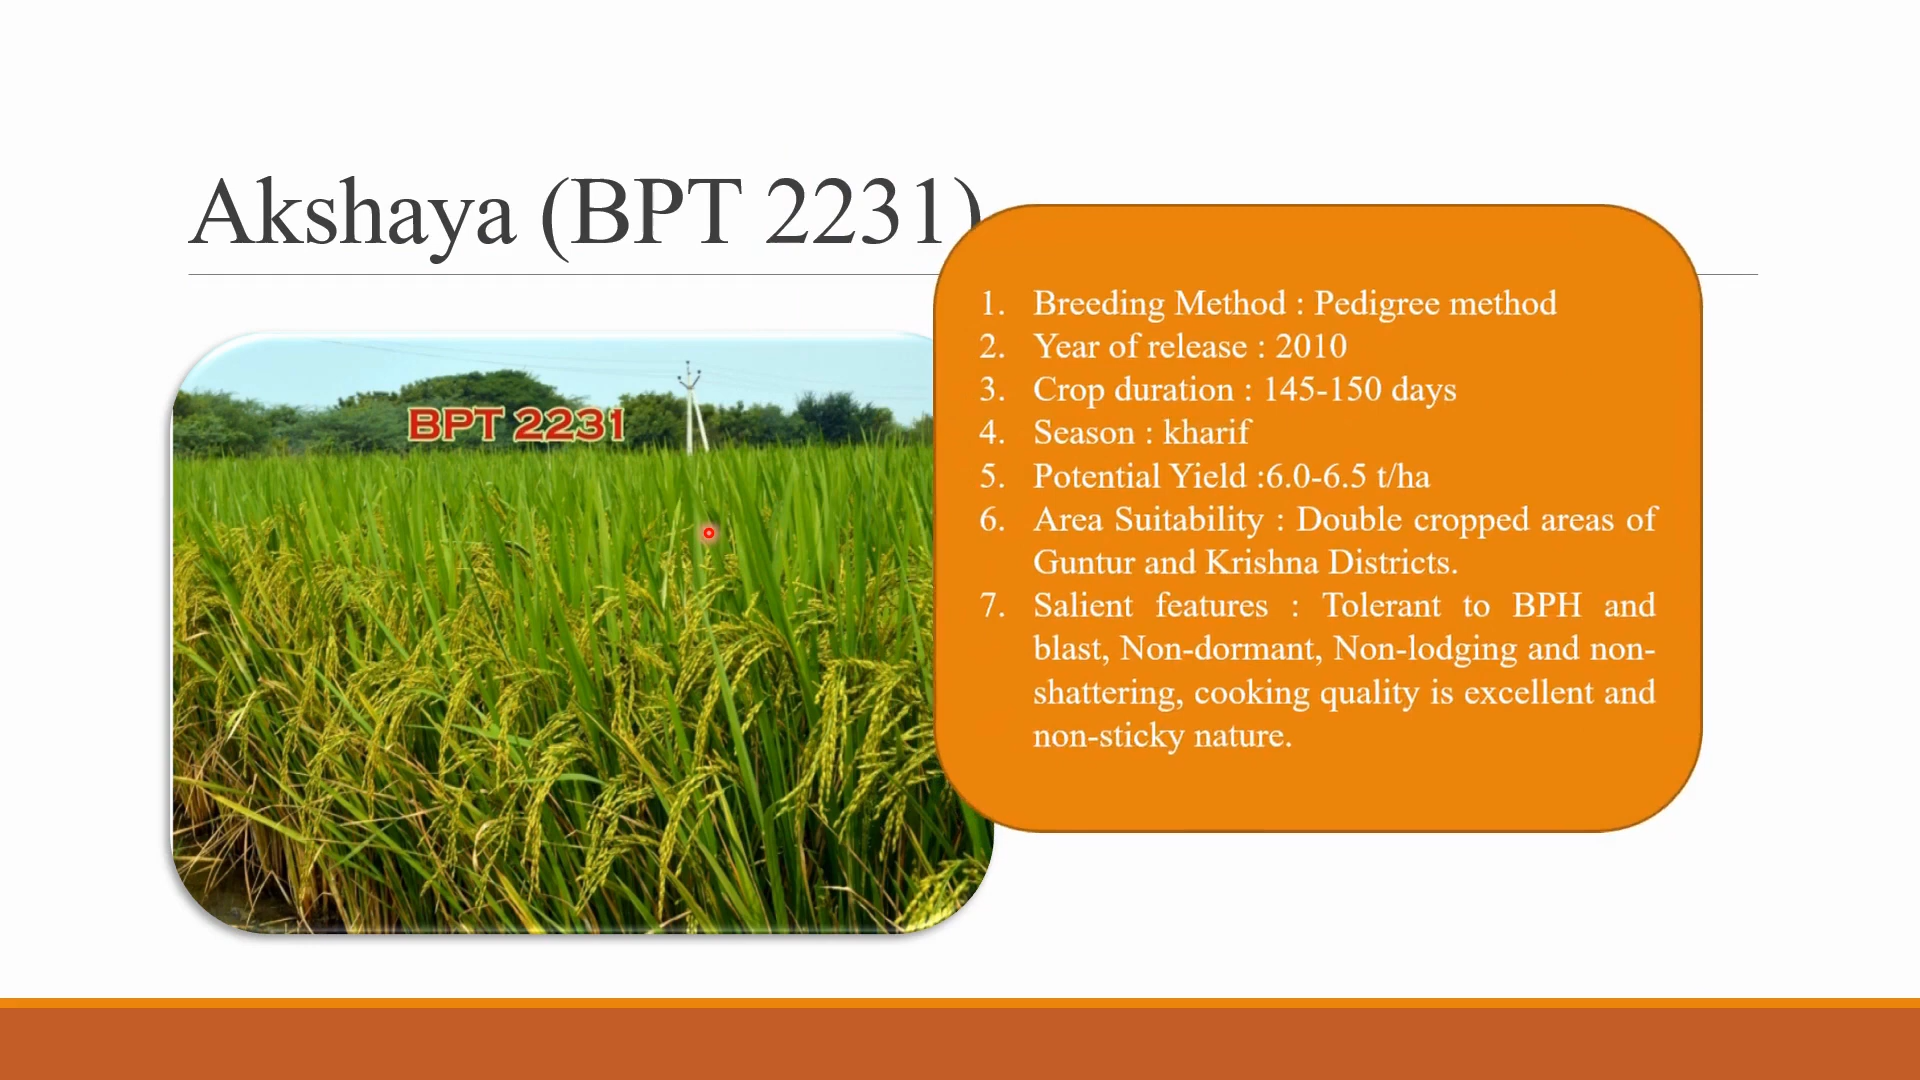 Akshaya (BPT 2231)
BPT 2231
1. Breeding Method : Pedigree method
2. Year of release : 2010
3. Crop duration : 145-150 days
4. Season : kharif
5. Potential Yield :6.0-6.5 t/ha
6. Area Suitability : Double cropped areas of
Guntur and Krishna Districts.
7. Salient features : Tolerant to BPH and
blast, Non-dormant, Non-lodging and non-
shattering, cooking quality is excellent and
non-sticky nature.